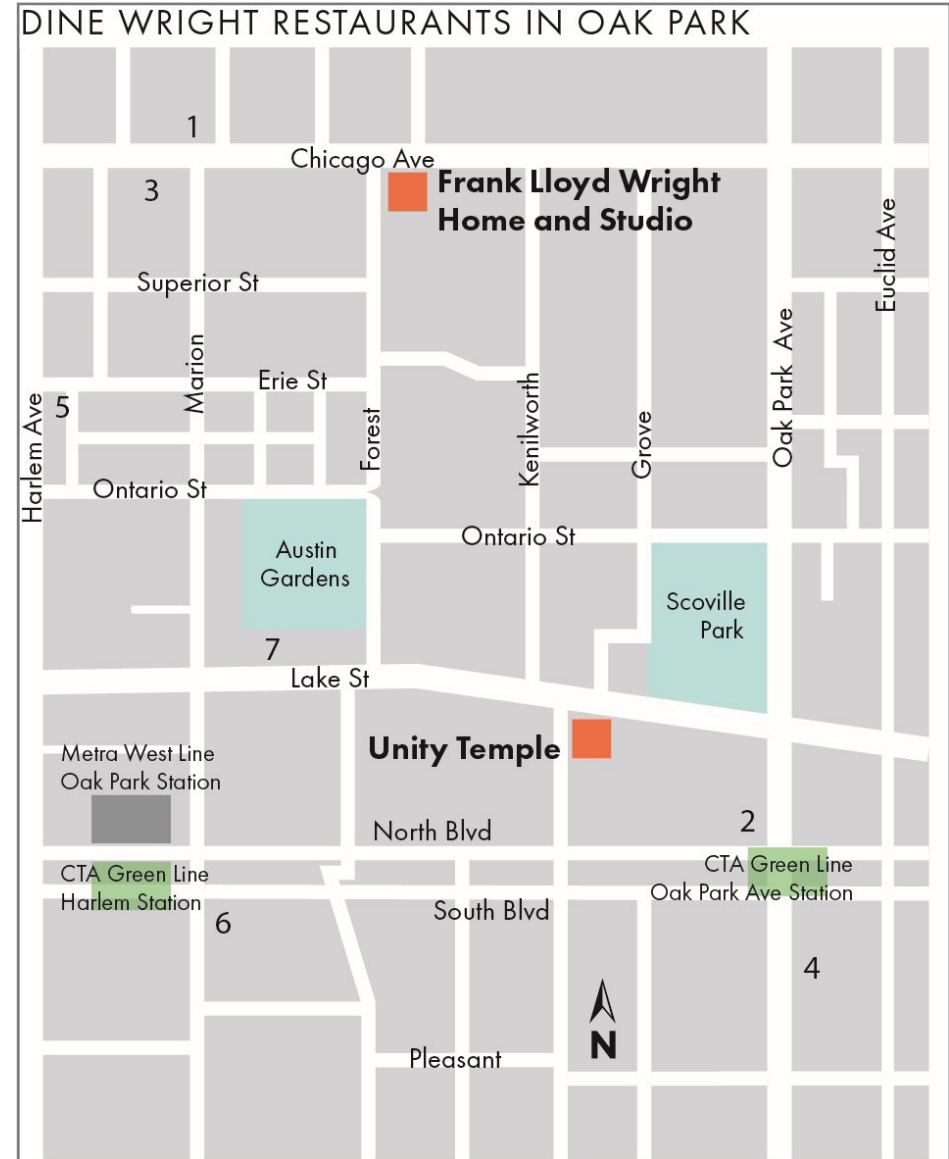 DINE WRIGHT RESTAURANTS IN OAK PARK
1
Chicago Ave
Frank Lloyd Wright
Home and Studio
3
Superior St
Euclid Ave
Marion
Erie St
Oak Park Ave
5
Harlem Ave
Forest
Kenilworth
Grove
Ontario St
Ontario St
Austin
Gardens
Scoville
Park
7
Lake St
Unity Temple
Metra West Line
Oak Park Station
2
North Blvd
CTA Green Line
Oak Park Ave Station
CTA Green Line
Harlem Station
South Blvd
6
4
N
Pleasant